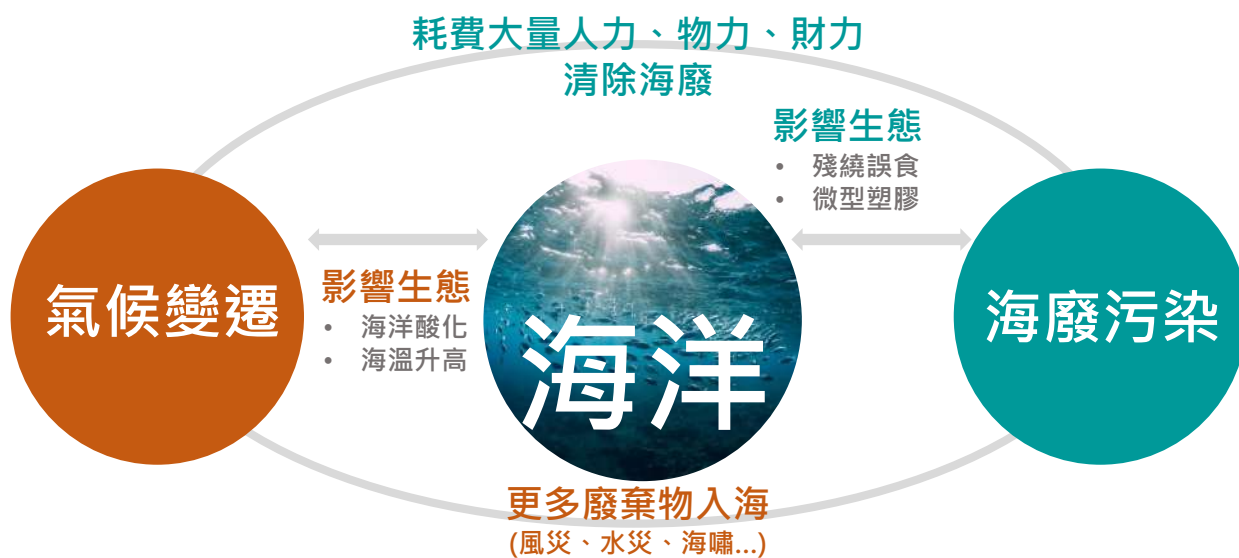 耗費大量人力、物力、財力
清除海廢
影響生態
• 殘繞誤食
• 微型塑膠
氣候變遷
影響生態
• 海洋酸化
• 海溫升高
海洋
海廢污染
更多廢棄物入海
(風災、水災、海嘯...)